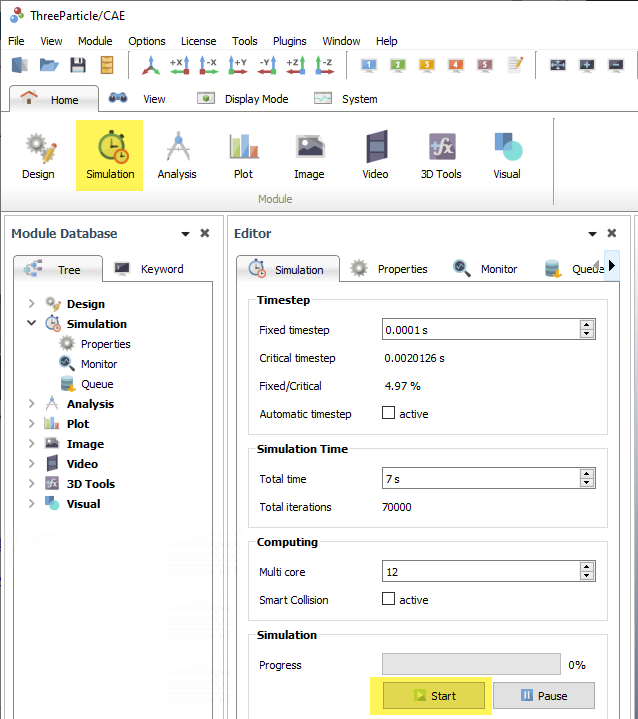 ThreeParticle/CAE
File View Module Options License Tools Plugins Window Help
+X -X +Y -Y +Z -Z 1 2 3 4 5
Home View Display Mode System
Design Simulation Analysis Plot Image Video +fx 3D Tools Visual
Module
Module Database
Tree Keyword
Design
Simulation
Properties
Monitor
Queue
Analysis
Plot
Image
Video
3D Tools
Visual
Editor
Simulation Properties Monitor Queue
Timestep
Fixed timestep 0.0001 s
Critical timestep 0.0020126 s
Fixed/Critical 4.97 %
Automatic timestep active
Simulation Time
Total time 7 s
Total iterations 70000
Computing
Multi core 12
Smart Collision active
Simulation
Progress 0%
Start Pause